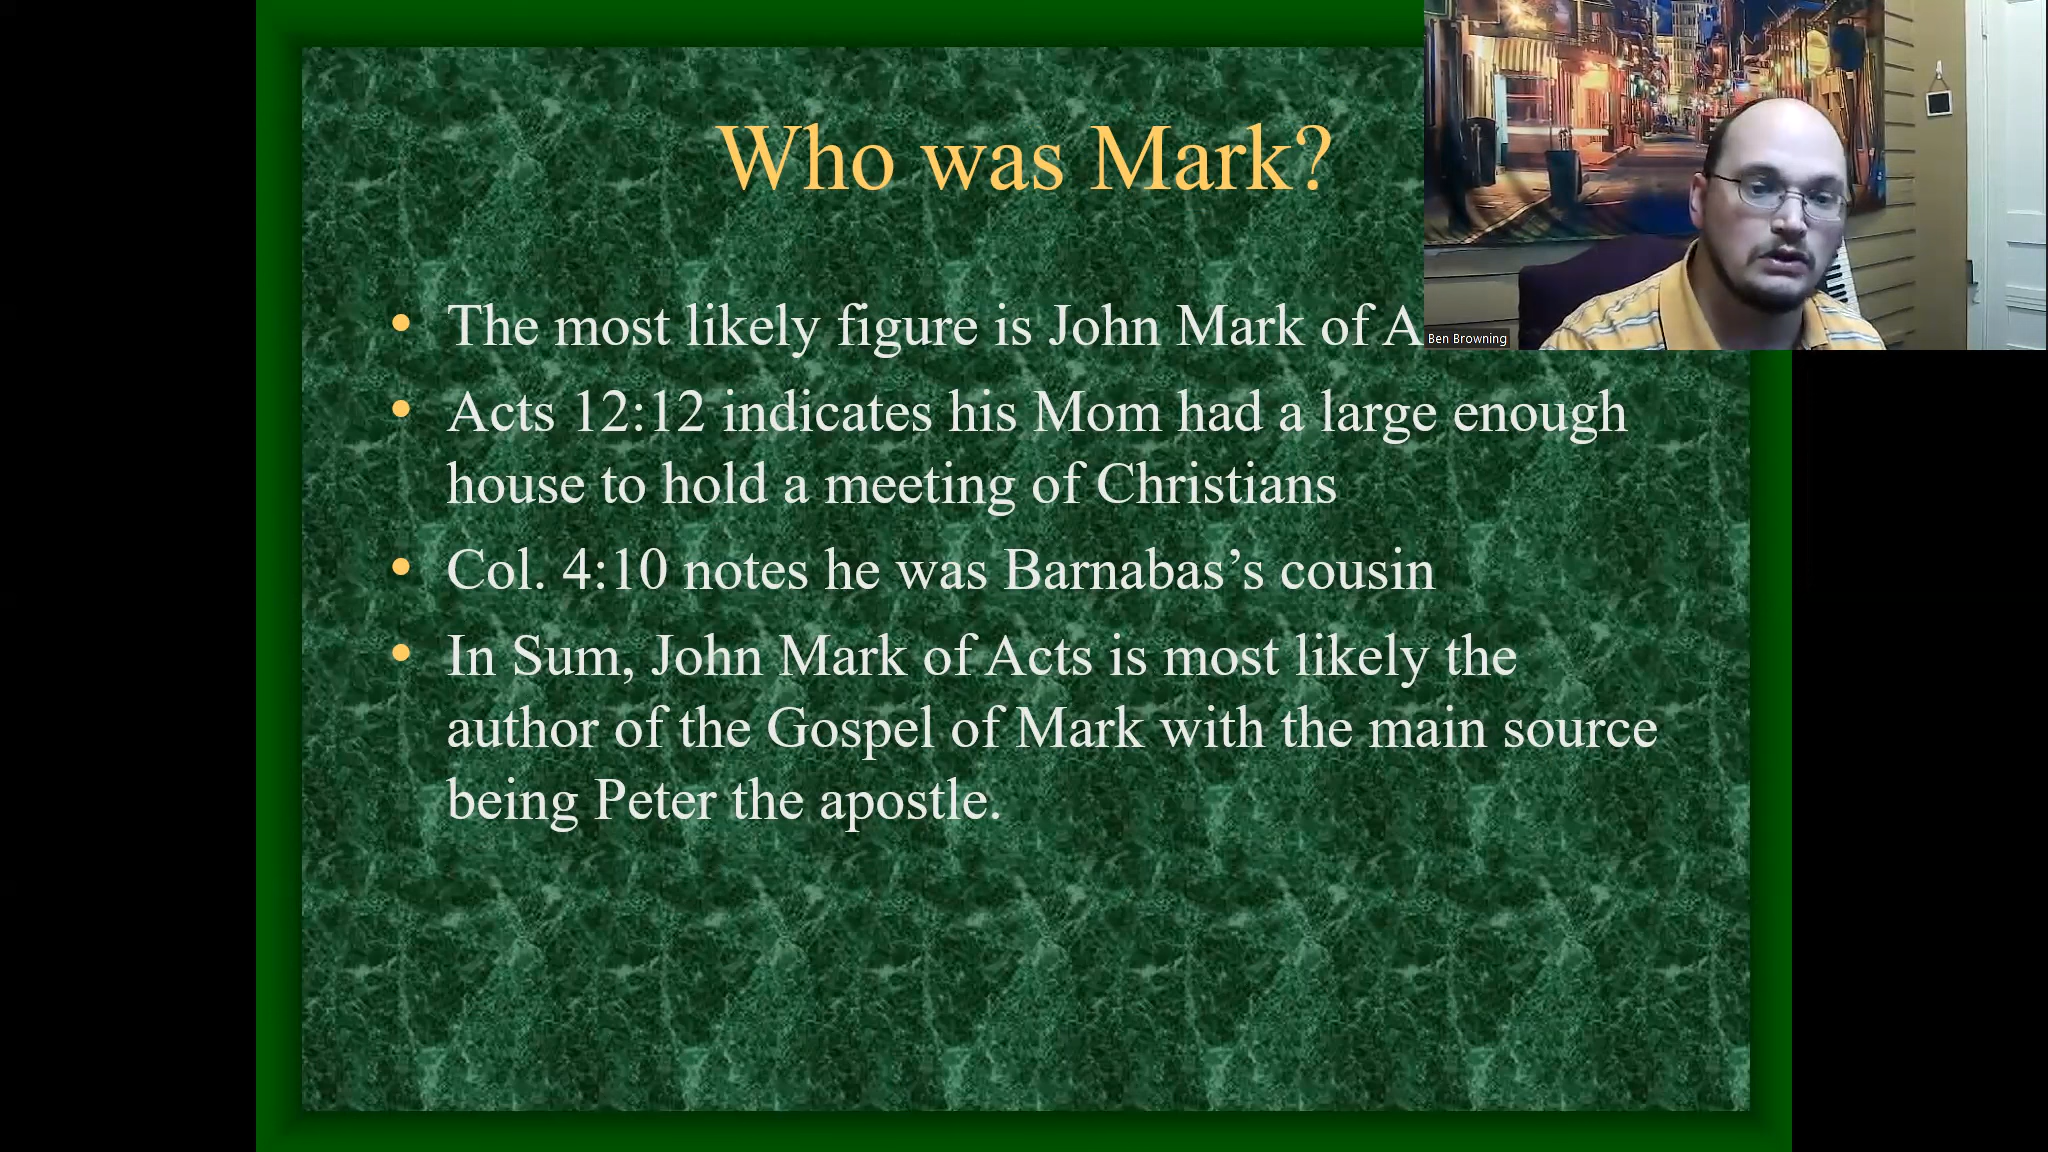 Who was Mark?
• The most likely figure is John Mark of A
Ben Browning
• Acts 12:12 indicates his Mom had a large enough
house to hold a meeting of Christians
• Col. 4:10 notes he was Barnabas’s cousin
• In Sum, John Mark of Acts is most likely the
author of the Gospel of Mark with the main source
being Peter the apostle.